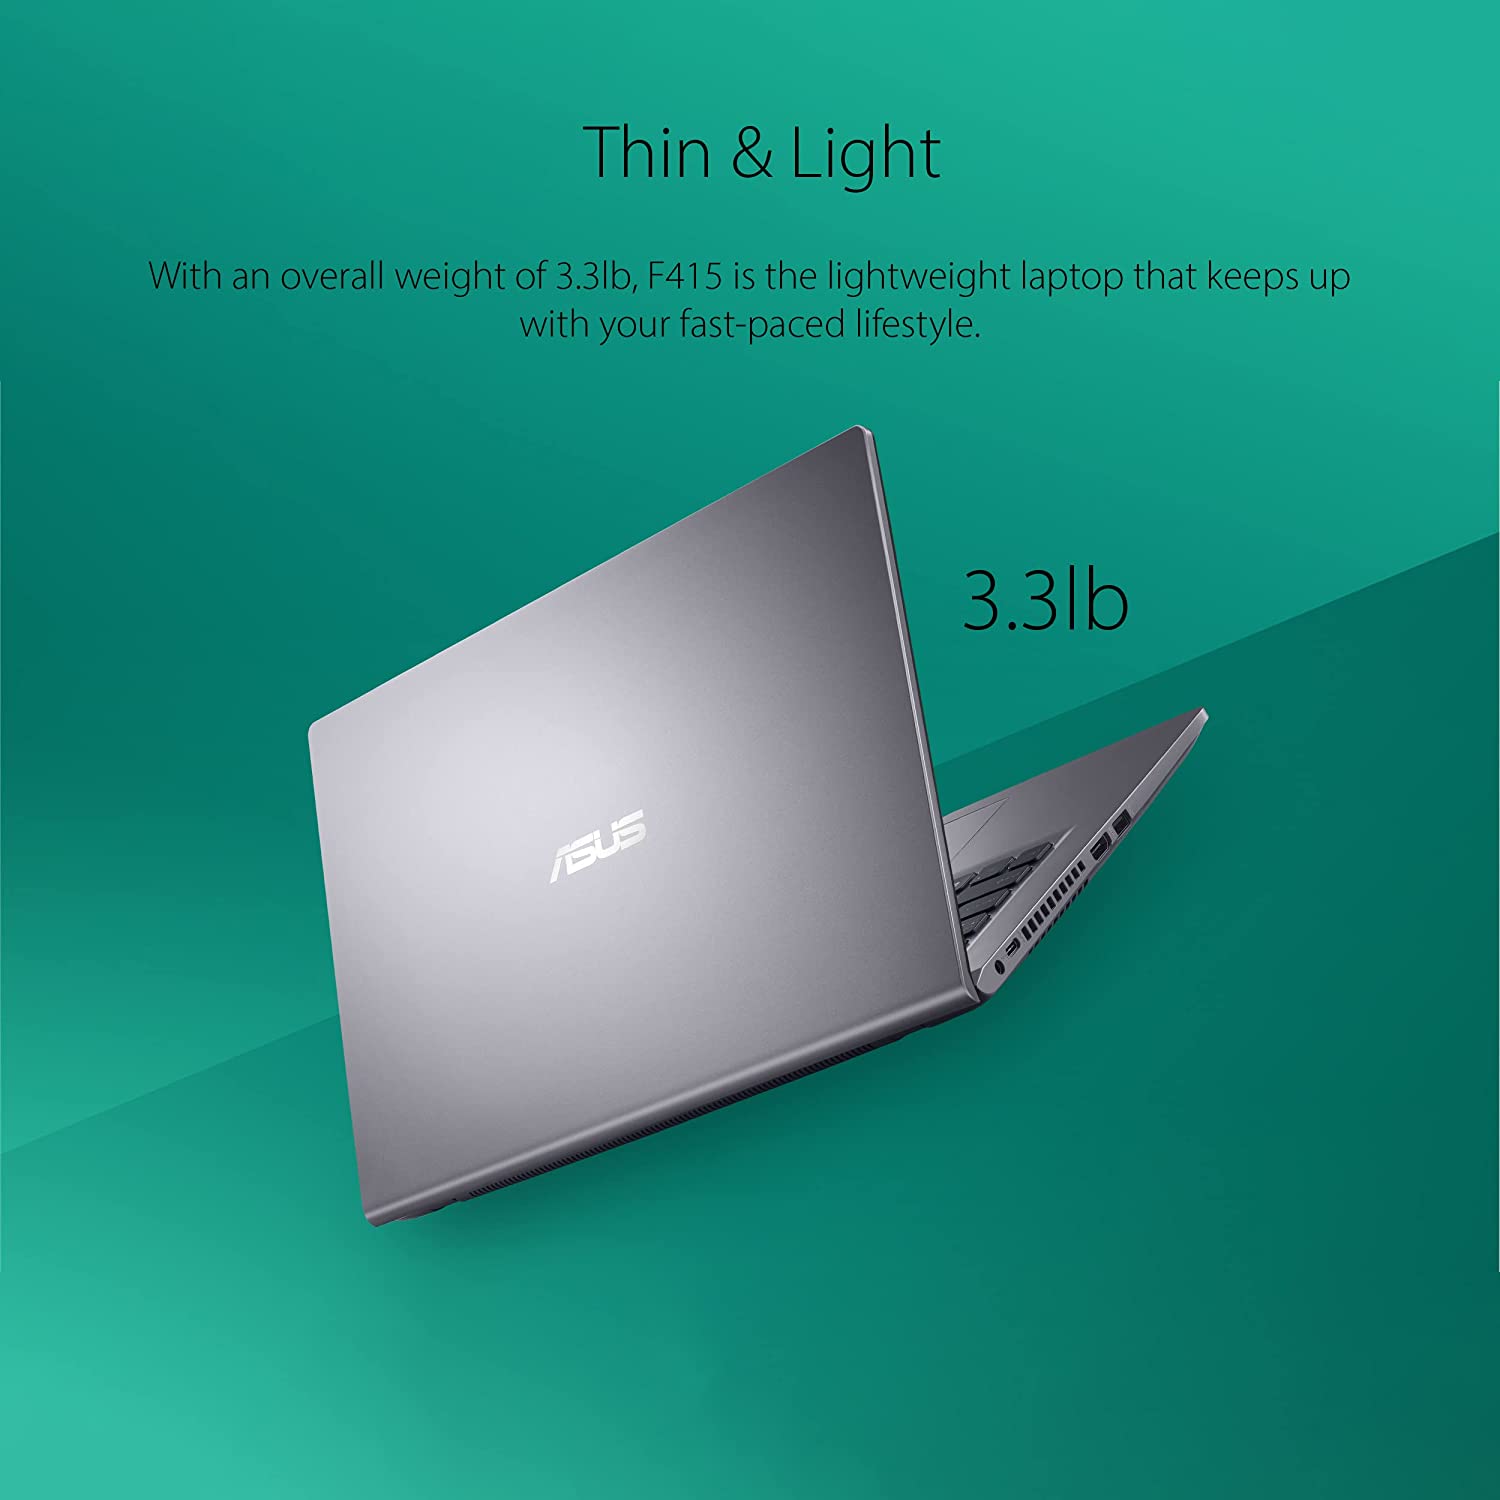 Thin & Light
With an overall weight of 3.3lb, F415 is the lightweight laptop that keeps up
with your fast-paced lifestyle.
3.3lb
ASUS